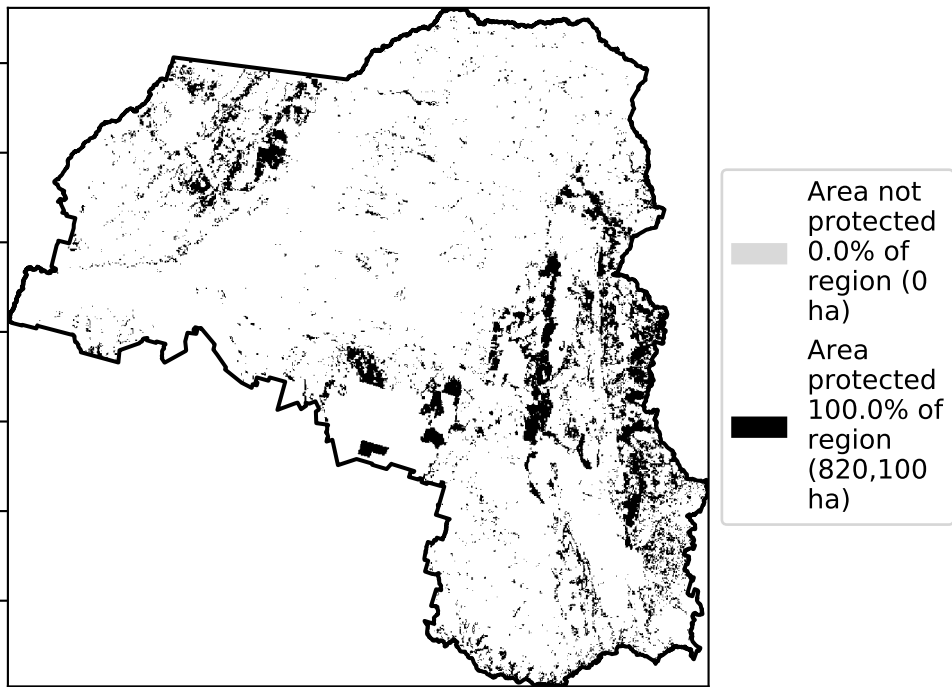 Area not
protected
0.0% of
region (0
ha)
Area
protected
100.0% of
region
(820,100
ha)